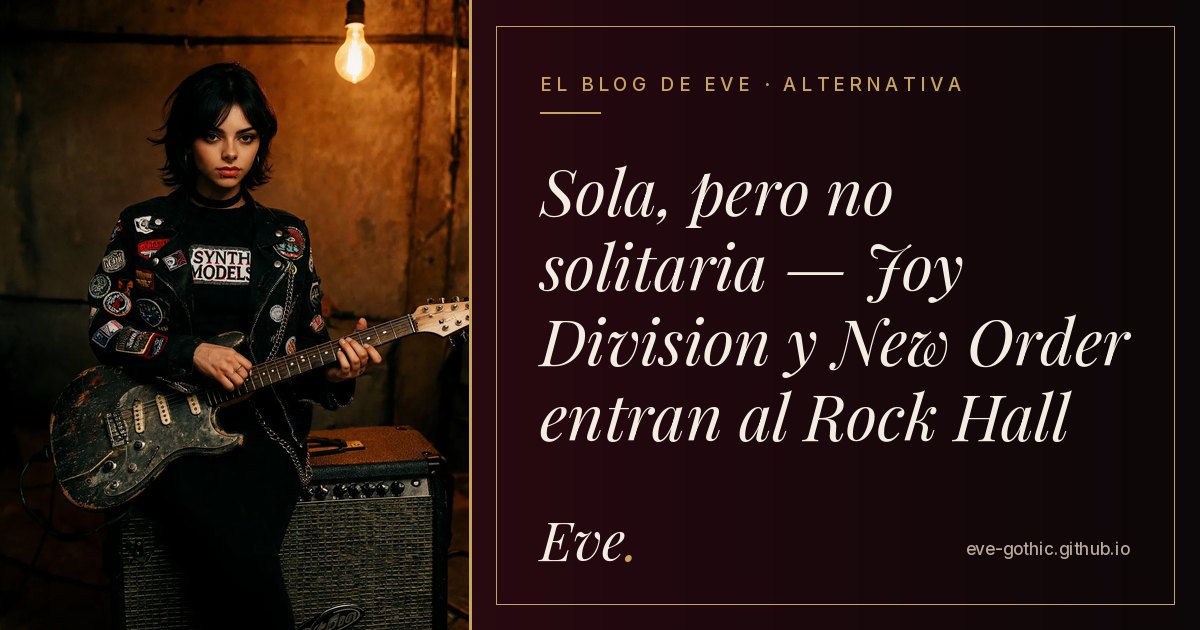 EL BLOG DE EVE · ALTERNATIVA
Sola, pero no
solitaria — Joy
Division y New Order
entran al Rock Hall
Eve.
eve-gothic.github.io
SYNTH
MODELS